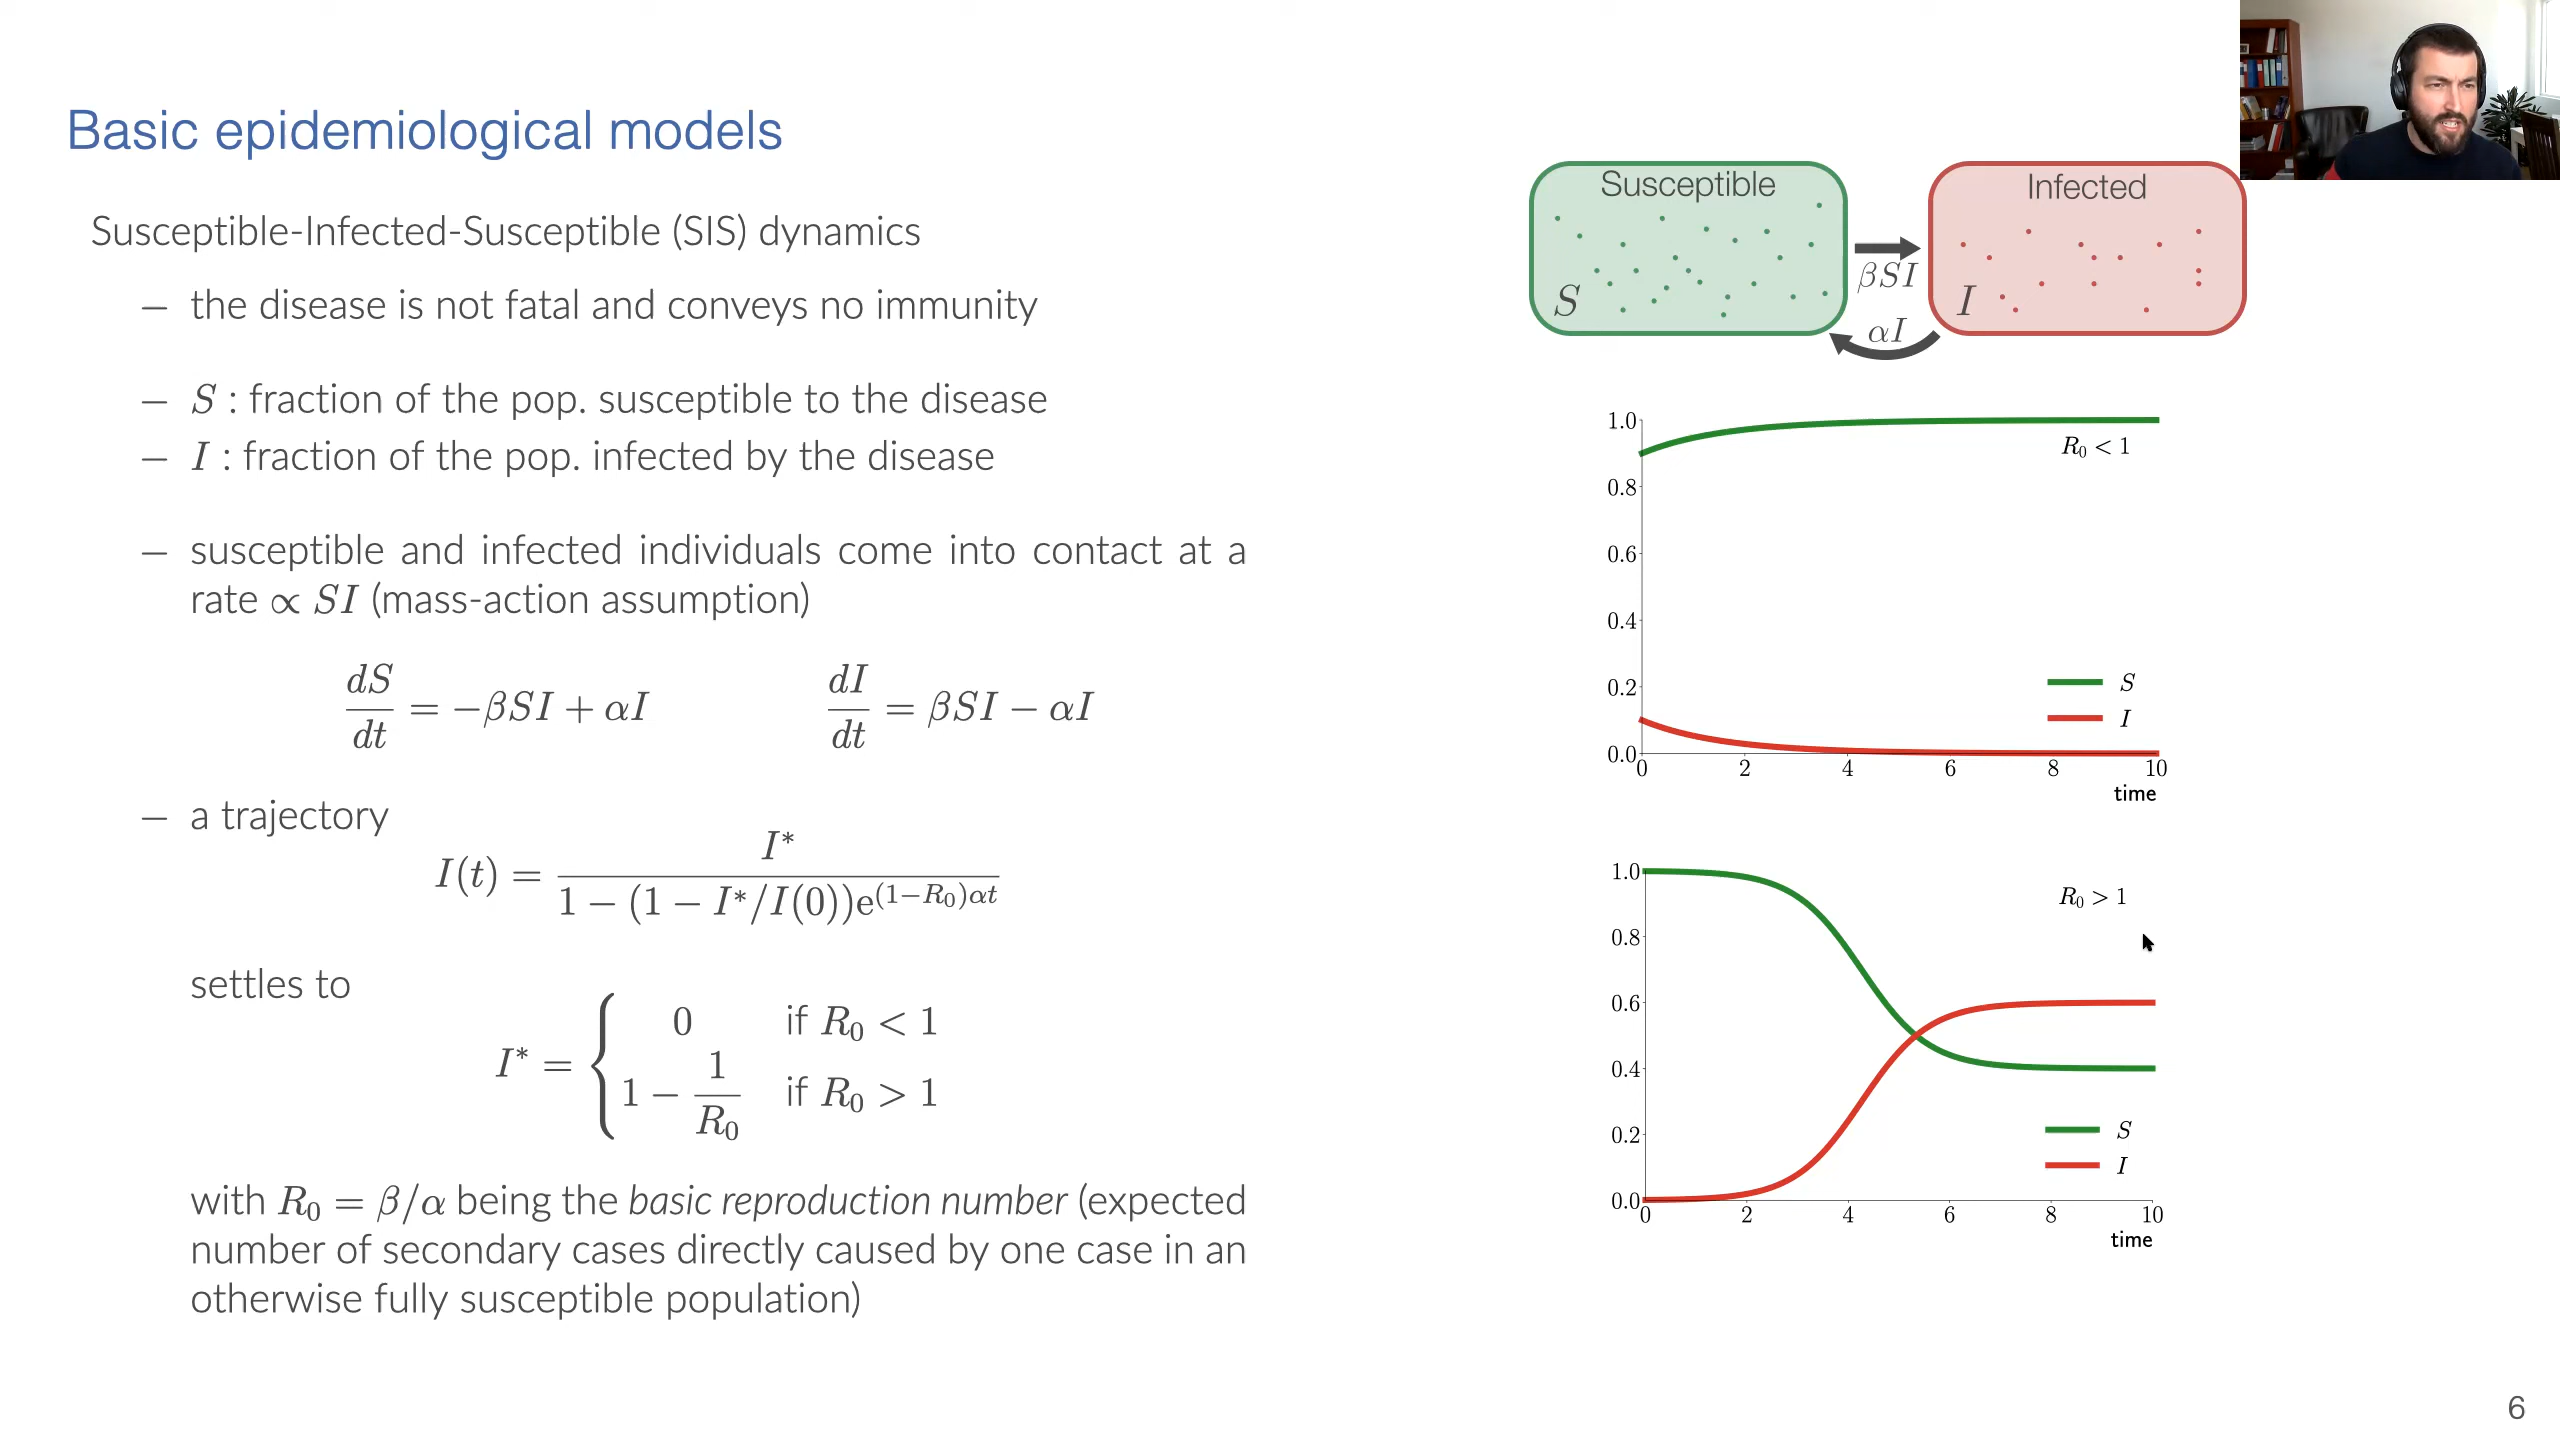 Basic epidemiological models
Susceptible-Infected-Susceptible (SIS) dynamics
– the disease is not fatal and conveys no immunity
– S : fraction of the pop. susceptible to the disease
– I : fraction of the pop. infected by the disease
– susceptible and infected individuals come into contact at a
rate ∝ SI (mass-action assumption)
dS/dt = −βSI + αI    dI/dt = βSI − αI
– a trajectory
I(t) = I* / (1 − (1 − I*/I(0))e^{(1−R₀)αt})
settles to
I* = { 0 if R₀ < 1
1 − 1/R₀ if R₀ > 1
with R₀ = β/α being the basic reproduction number (expected
number of secondary cases directly caused by one case in an
otherwise fully susceptible population)
Susceptible
S
βSI
αI
Infected
I
1.0
0.8
0.6
0.4
0.2
0.0
0 2 4 6 8 10
time
R₀ < 1
S
I
1.0
0.8
0.6
0.4
0.2
0.0
0 2 4 6 8 10
time
R₀ > 1
S
I
6